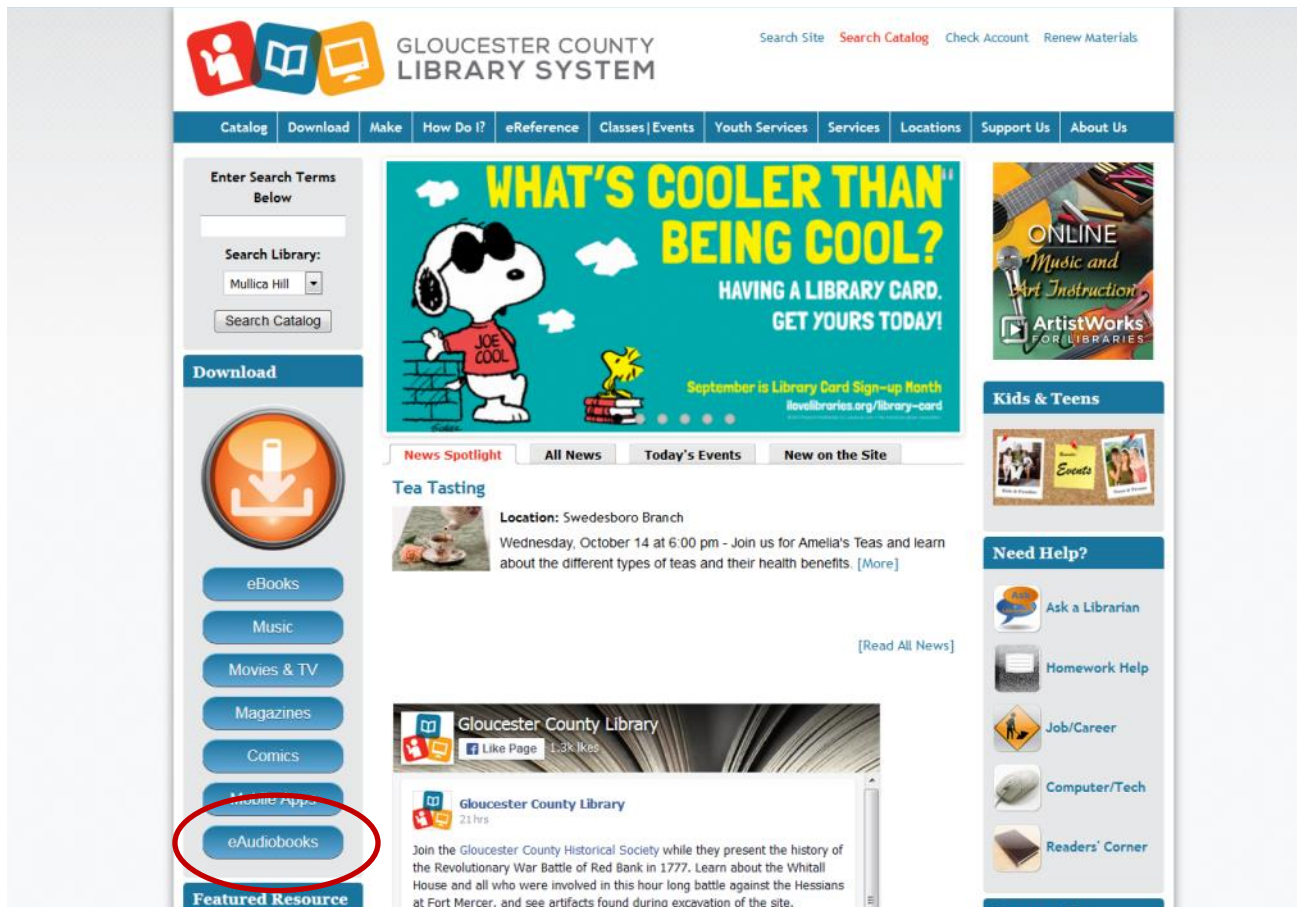 GLOUCESTER COUNTY
LIBRARY SYSTEM
Search Site Search Catalog Check Account Renew Materials
Catalog Download Make How Do I? eReference Classes|Events Youth Services Services Locations Support Us About Us
Enter Search Terms
Below
Search Library:
Mullica Hill
Search Catalog
Download
eBooks
Music
Movies & TV
Magazines
Comics
Mobile Apps
eAudiobooks
Featured Resource
WHAT'S COOLER THAN
BEING COOL?
HAVING A LIBRARY CARD.
GET YOURS TODAY!
JOE
COOL
September is Library Card Sign-up Month
ilovelibraries.org/library-card
News Spotlight All News Today's Events New on the Site
Tea Tasting
Location: Swedesboro Branch
Wednesday, October 14 at 6:00 pm - Join us for Amelia's Teas and learn
about the different types of teas and their health benefits. [More]
[Read All News]
Gloucester County Library
Like Page 1.3k likes
Gloucester County Library
21 hrs
Join the Gloucester County Historical Society while they present the history of
the Revolutionary War Battle of Red Bank in 1777. Learn about the Whitall
House and all who were involved in this hour long battle against the Hessians
at Fort Mercer, and see artifacts found during excavation of the site.
ONLINE
Music and
Art Instruction
ArtistWorks
FOR LIBRARIES
Kids & Teens
Events
Need Help?
Ask a Librarian
Homework Help
Job/Career
Computer/Tech
Readers' Corner